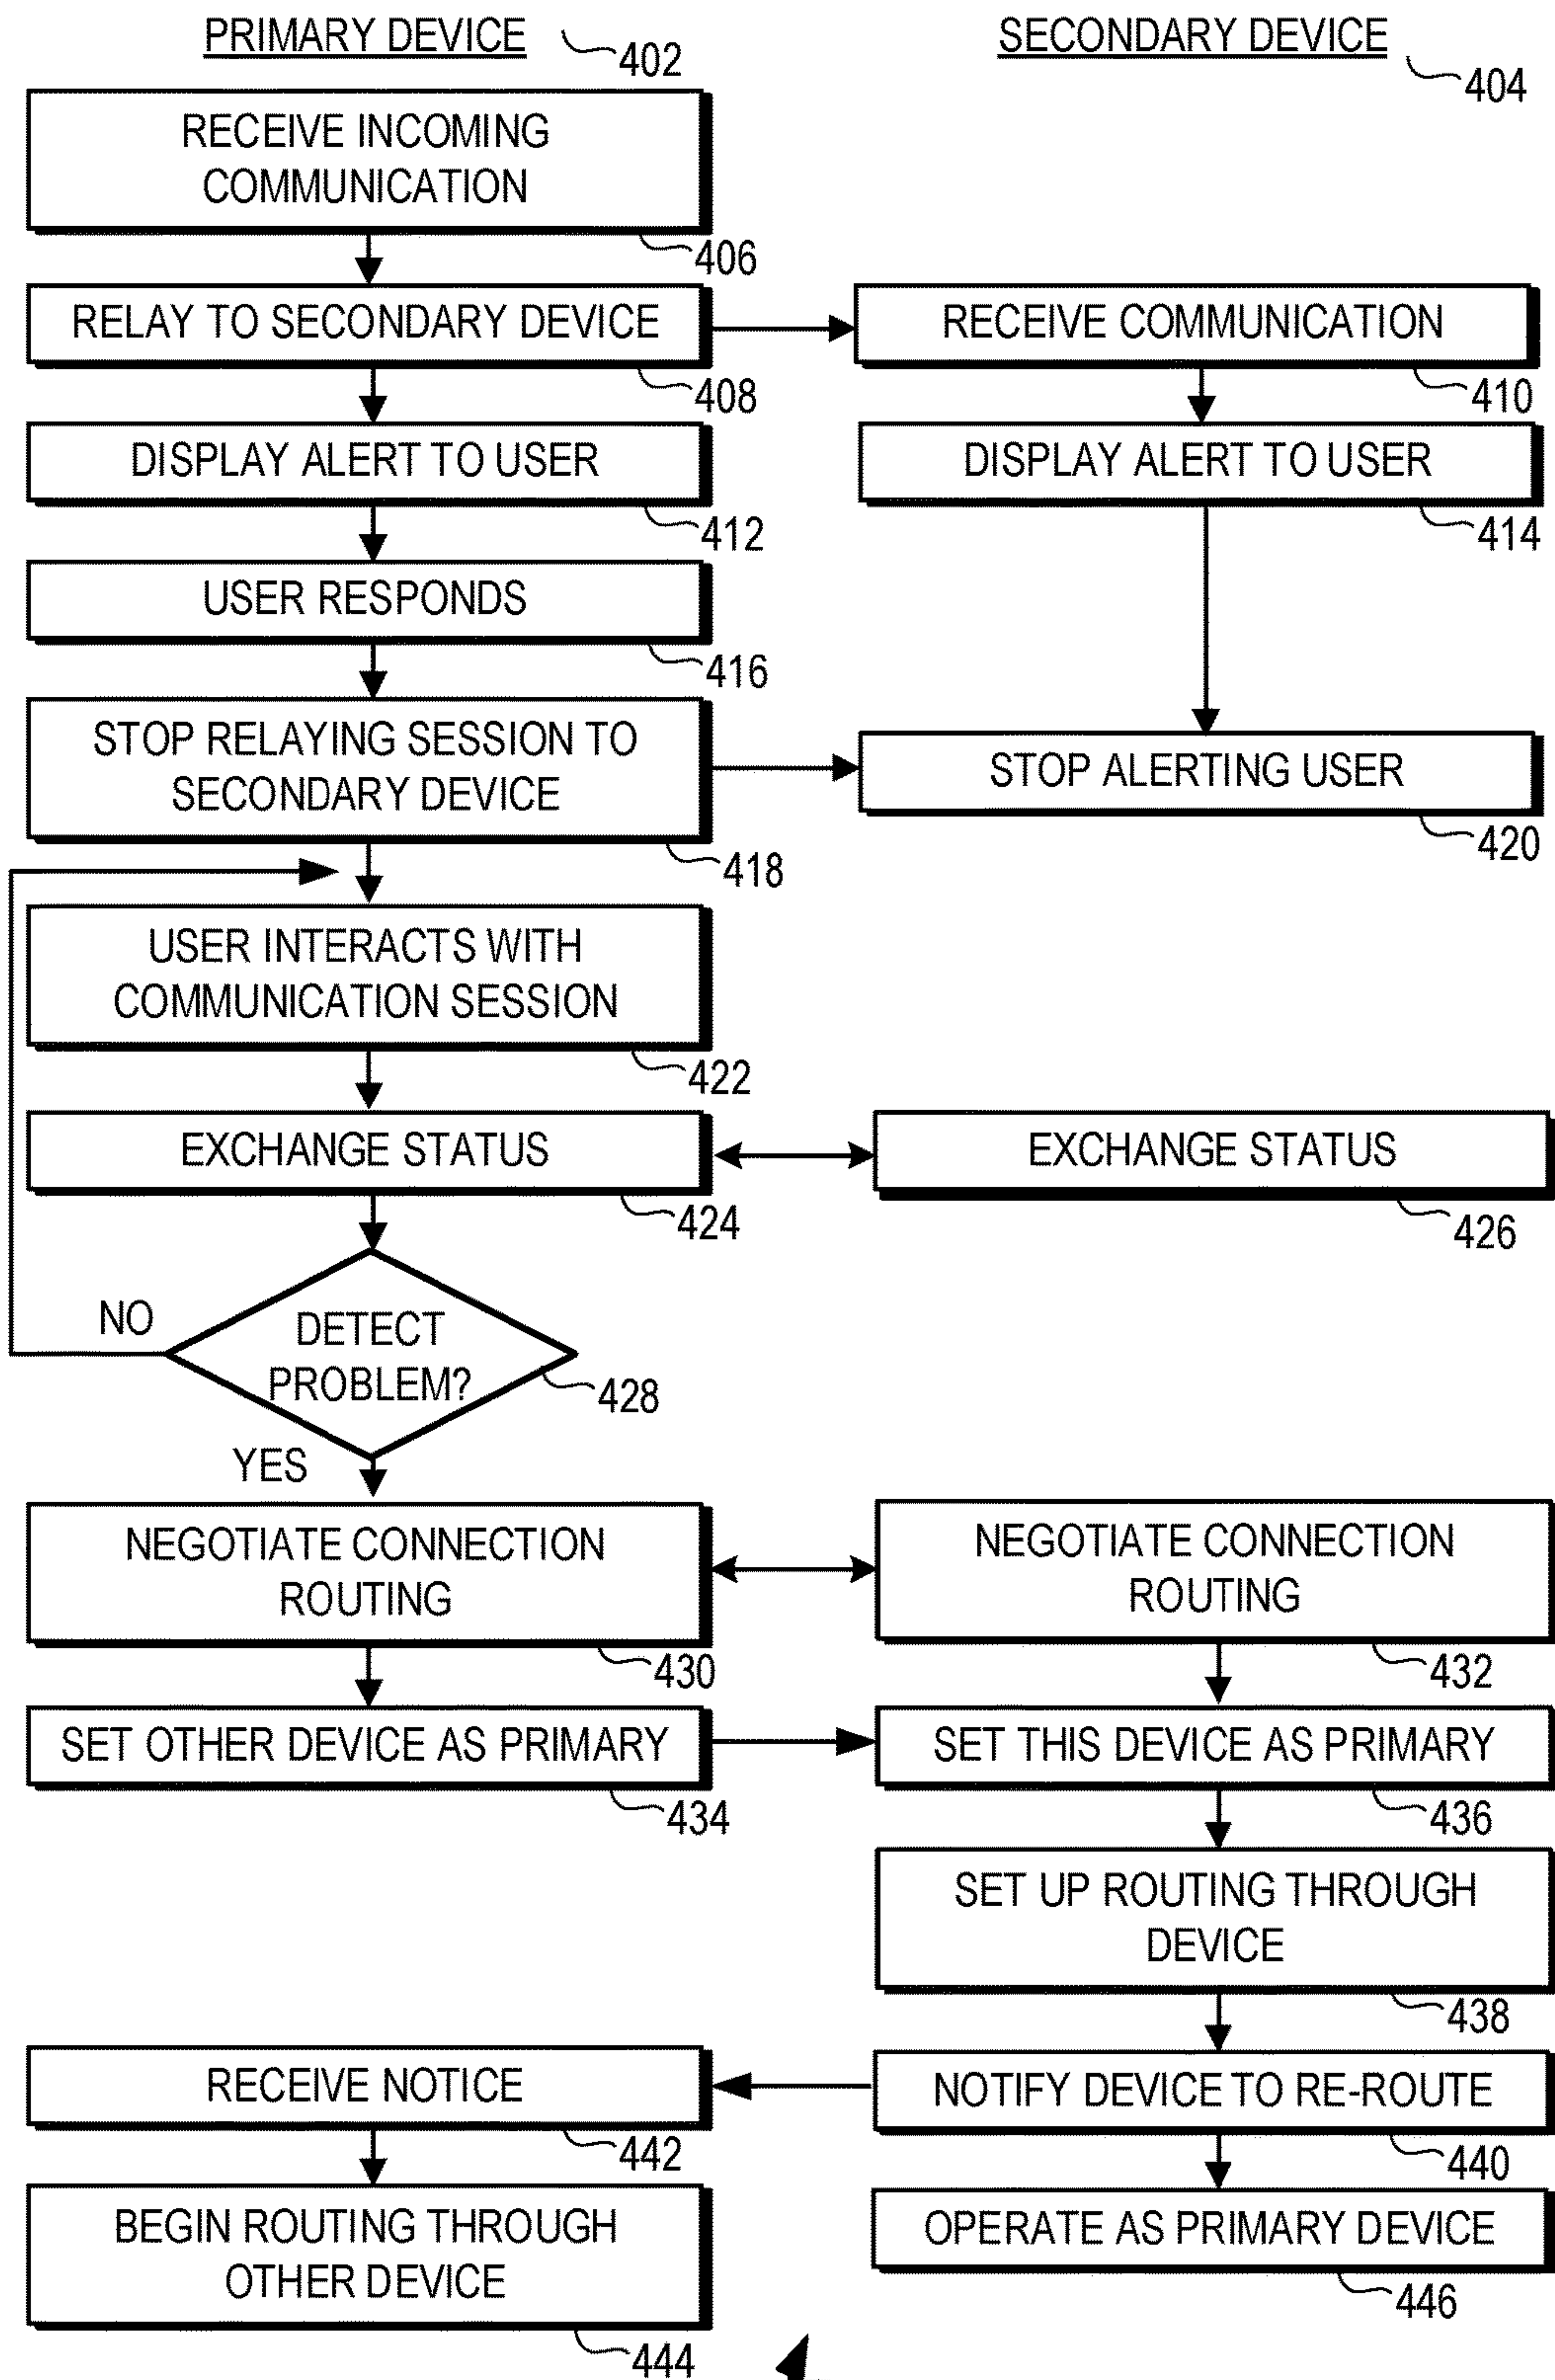 PRIMARY DEVICE
402
SECONDARY DEVICE
404
RECEIVE INCOMING
COMMUNICATION
406
RELAY TO SECONDARY DEVICE
408
RECEIVE COMMUNICATION
410
DISPLAY ALERT TO USER
412
DISPLAY ALERT TO USER
414
USER RESPONDS
416
STOP RELAYING SESSION TO
SECONDARY DEVICE
418
STOP ALERTING USER
420
USER INTERACTS WITH
COMMUNICATION SESSION
422
EXCHANGE STATUS
424
EXCHANGE STATUS
426
NO
DETECT
PROBLEM?
428
YES
NEGOTIATE CONNECTION
ROUTING
430
NEGOTIATE CONNECTION
ROUTING
432
SET OTHER DEVICE AS PRIMARY
434
SET THIS DEVICE AS PRIMARY
436
SET UP ROUTING THROUGH
DEVICE
438
RECEIVE NOTICE
442
NOTIFY DEVICE TO RE-ROUTE
440
BEGIN ROUTING THROUGH
OTHER DEVICE
444
OPERATE AS PRIMARY DEVICE
446